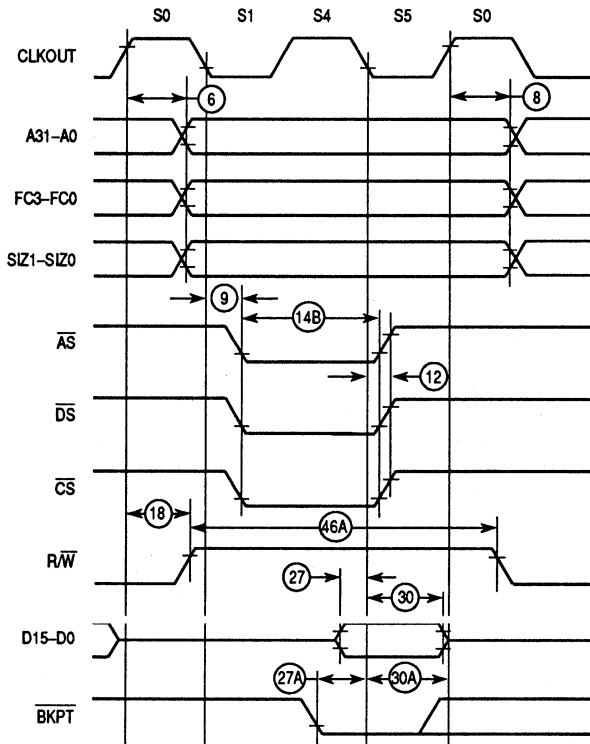 S0 S1 S4 S5 S0
CLKOUT
6 8
A31–A0
FC3–FC0
SIZ1–SIZ0
9
14B
AS
12
DS
CS
18
46A
R/W
27
30
D15–D0
27A 30A
BKPT